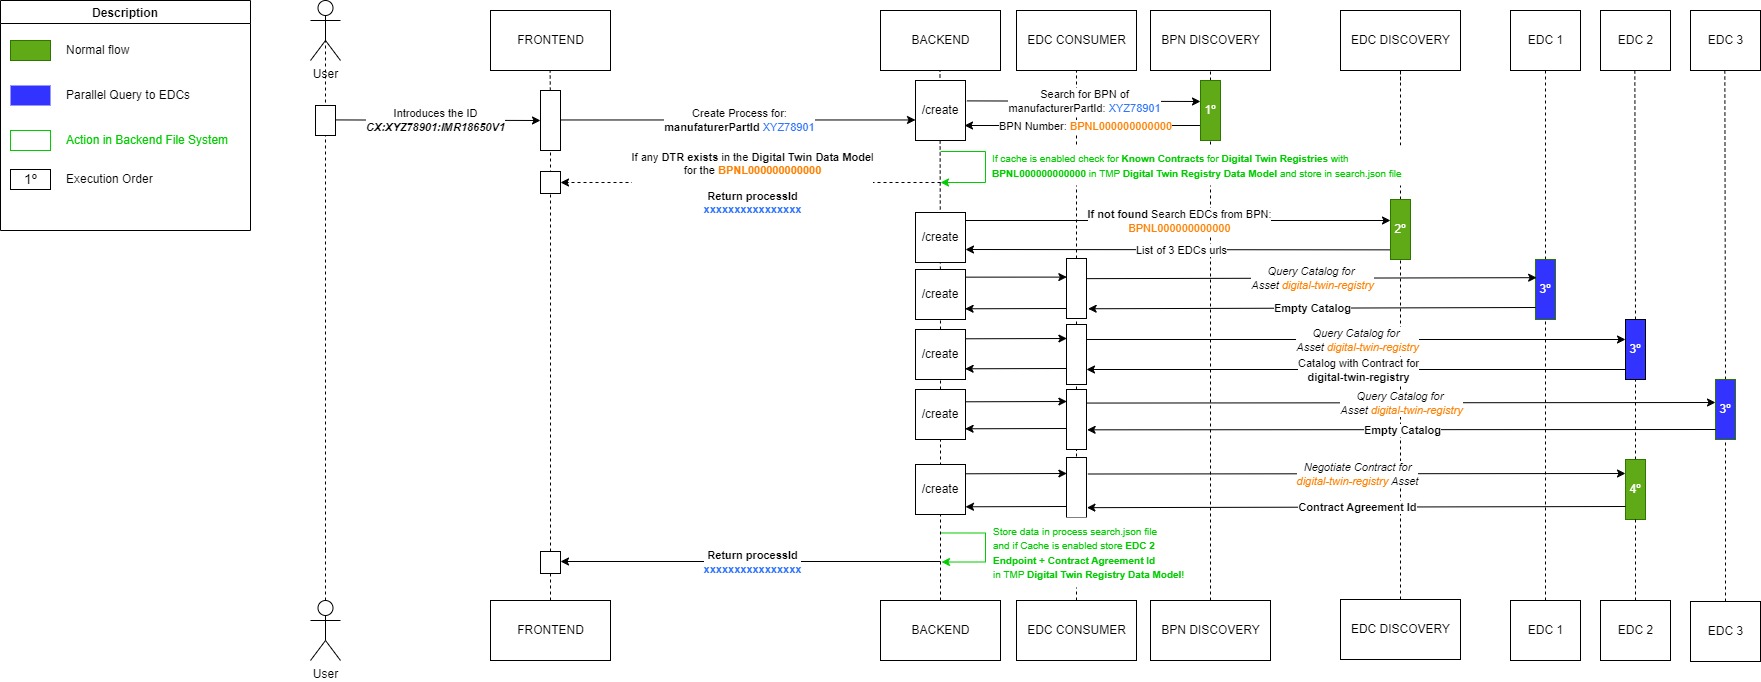 Description
Normal flow
Parallel Query to EDCs
Action in Backend File System
1º Execution Order
User
FRONTEND
BACKEND
EDC CONSUMER
BPN DISCOVERY
EDC DISCOVERY
EDC 1
EDC 2
EDC 3
Introduces the ID
CX:XYZ78901:IMR18650V1
Create Process for:
manufaturerPartId XYZ78901
/create
Search for BPN of
manufacturerPartId: XYZ78901
BPN Number: BPNL000000000000
1º
If any DTR exists in the Digital Twin Data Model
for the BPNL000000000000
Return processId
xxxxxxxxxxxxxxxx
If cache is enabled check for Known Contracts for Digital Twin Registries with
BPNL000000000000 in TMP Digital Twin Registry Data Model and store in search.json file
/create
If not found Search EDCs from BPN:
BPNL000000000000
List of 3 EDCs urls
2º
/create
Query Catalog for
Asset digital-twin-registry
Empty Catalog
3º
/create
Query Catalog for
Asset digital-twin-registry
Catalog with Contract for
digital-twin-registry
3º
/create
Query Catalog for
Asset digital-twin-registry
Empty Catalog
3º
/create
Negotiate Contract for
digital-twin-registry Asset
Contract Agreement Id
4º
Store data in process search.json file
and if Cache is enabled store EDC 2
Endpoint + Contract Agreement Id
in TMP Digital Twin Registry Data Model!
Return processId
xxxxxxxxxxxxxxxx
User
FRONTEND
BACKEND
EDC CONSUMER
BPN DISCOVERY
EDC DISCOVERY
EDC 1
EDC 2
EDC 3